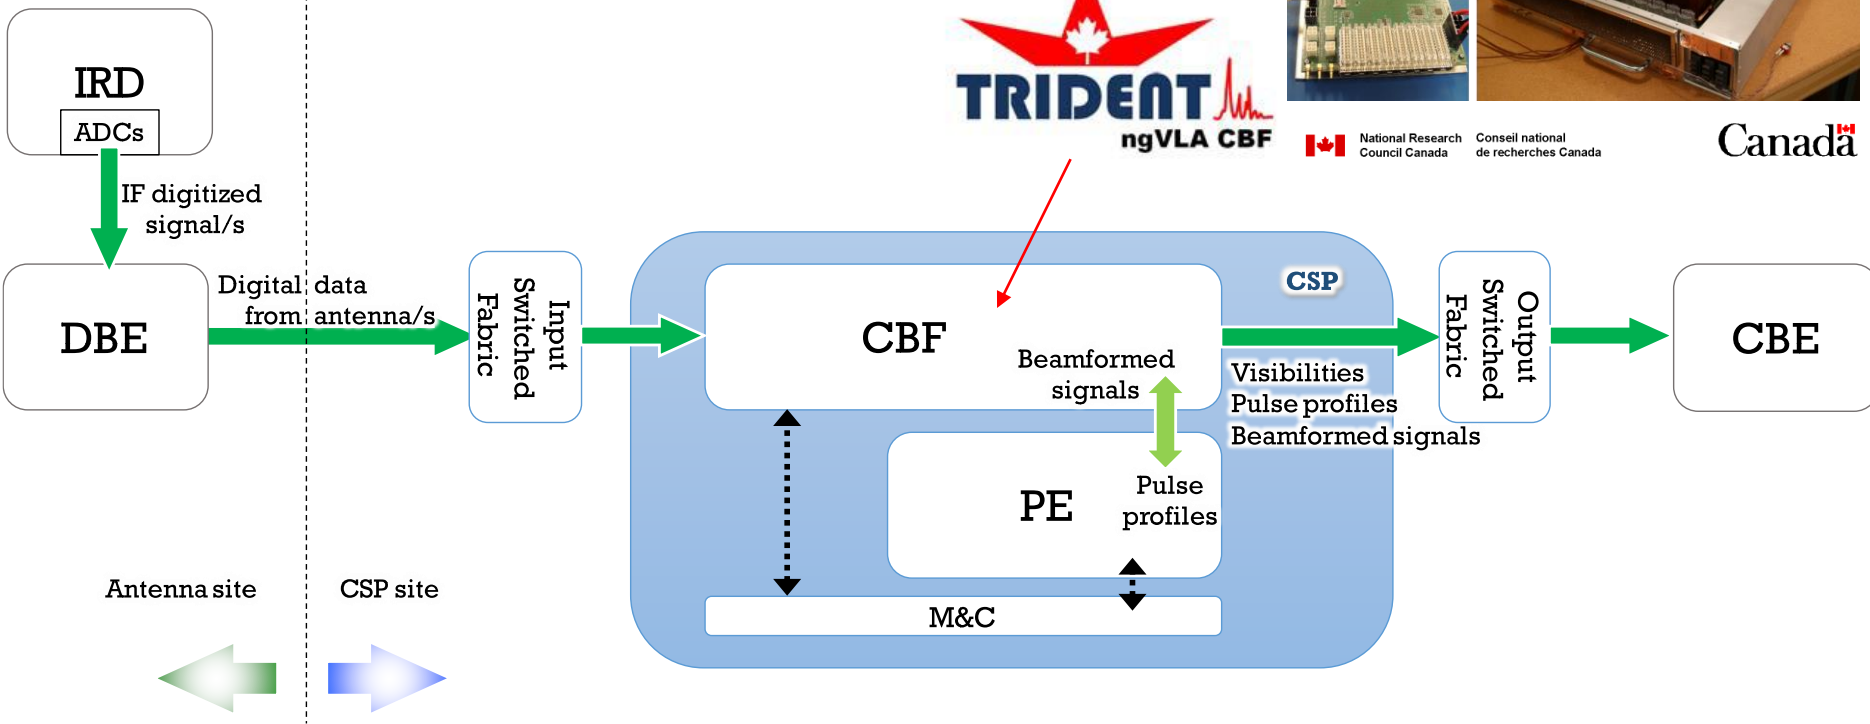 IRD
ADCs
IF digitized
signal/s
TRIDENT
ngVLA CBF
National Research
Council Canada
Conseil national
de recherches Canada
Canada
DBE
Digital data
from antenna/s
Input
Switched
Fabric
CBF
Beamformed
signals
CSP
Visibilities
Pulse profiles
Beamformed signals
Output
Switched
Fabric
CBE
PE
Pulse
profiles
M&C
Antenna site
CSP site